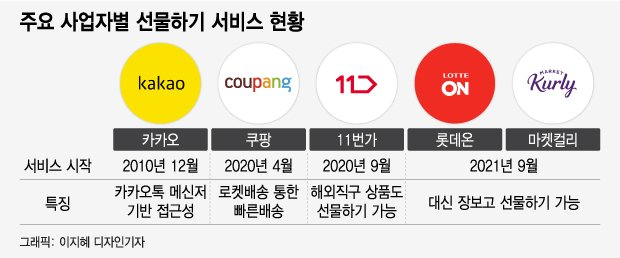 주요 사업자별 선물하기 서비스 현황
kakao
coupang
11
LOTTE
ON
MARKET
Kurly
카카오 쿠팡 11번가 롯데온 마켓컬리
서비스 시작 2010년 12월 2020년 4월 2020년 9월 2021년 9월
특징 카카오톡 메신저 기반 접근성 로켓배송 통한 빠른배송 해외직구 상품도 선물하기 가능 대신 장보고 선물하기 가능
그래픽: 이지혜 디자인기자